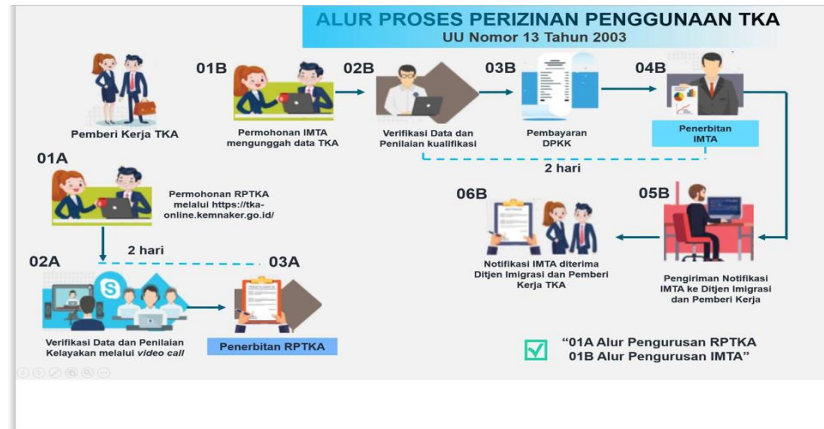 ALUR PROSES PERIZINAN PENGGUNAAN TKA
UU Nomor 13 Tahun 2003
Pemberi Kerja TKA
01B
Permohonan IMTA
mengunggah data TKA
02B
Verifikasi Data dan
Penilaian kualifikasi
03B
Pembayaran
DPKK
04B
Penerbitan
IMTA
2 hari
01A
Permohonan RPTKA
melalui https://tka-
online.kemnaker.go.id/
2 hari
02A
Verifikasi Data dan Penilaian
Kelayakan melalui video call
03A
Penerbitan RPTKA
05B
Pengiriman Notifikasi
IMTA ke Ditjen Imigrasi
dan Pemberi Kerja
06B
Notifikasi IMTA diterima
Ditjen Imigrasi dan Pemberi
Kerja TKA
"01A Alur Pengurusan RPTKA
01B Alur Pengurusan IMTA"